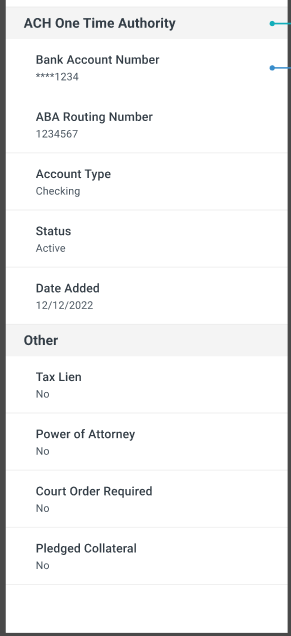 ACH One Time Authority
Bank Account Number
****1234
ABA Routing Number
1234567
Account Type
Checking
Status
Active
Date Added
12/12/2022
Other
Tax Lien
No
Power of Attorney
No
Court Order Required
No
Pledged Collateral
No